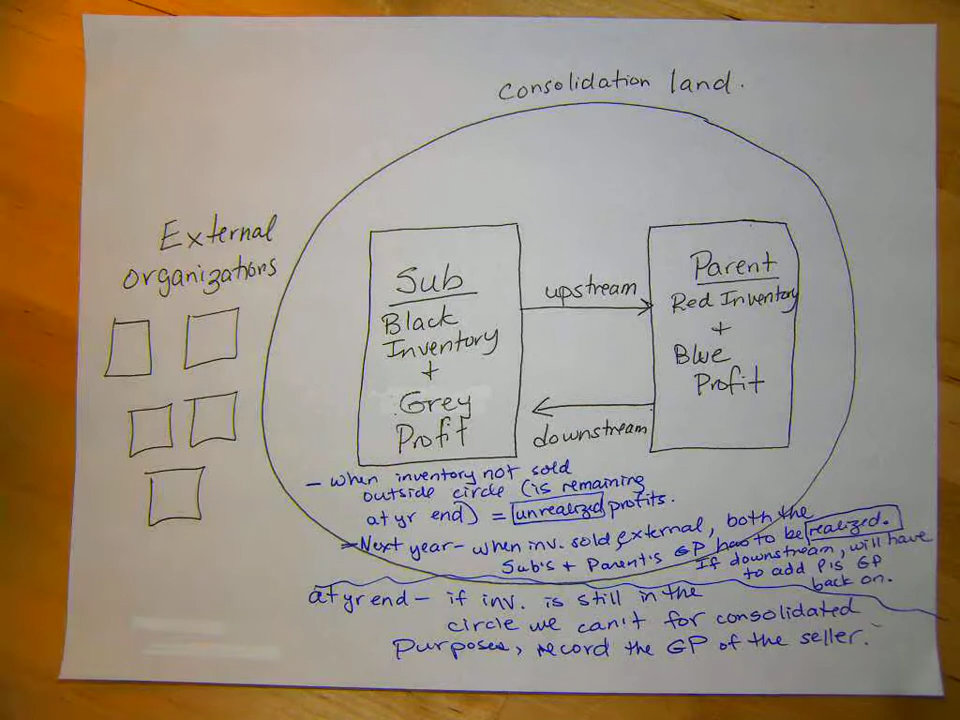 Consolidation land.
External
organizations
Sub
Black
Inventory
+
Grey
Profit
upstream
downstream
Parent
Red Inventory
+
Blue
Profit
- when inventory not sold
outside circle (is remaining
at yr end) = unrealized profits.
- Next year - when inv. sold external, both the
Sub's + Parent's GP has to be realized.
If downstream, will have
to add P's GP
back on.
at yr end - if inv. is still in the
circle we can't for consolidated
Purposes, record the GP of the seller.